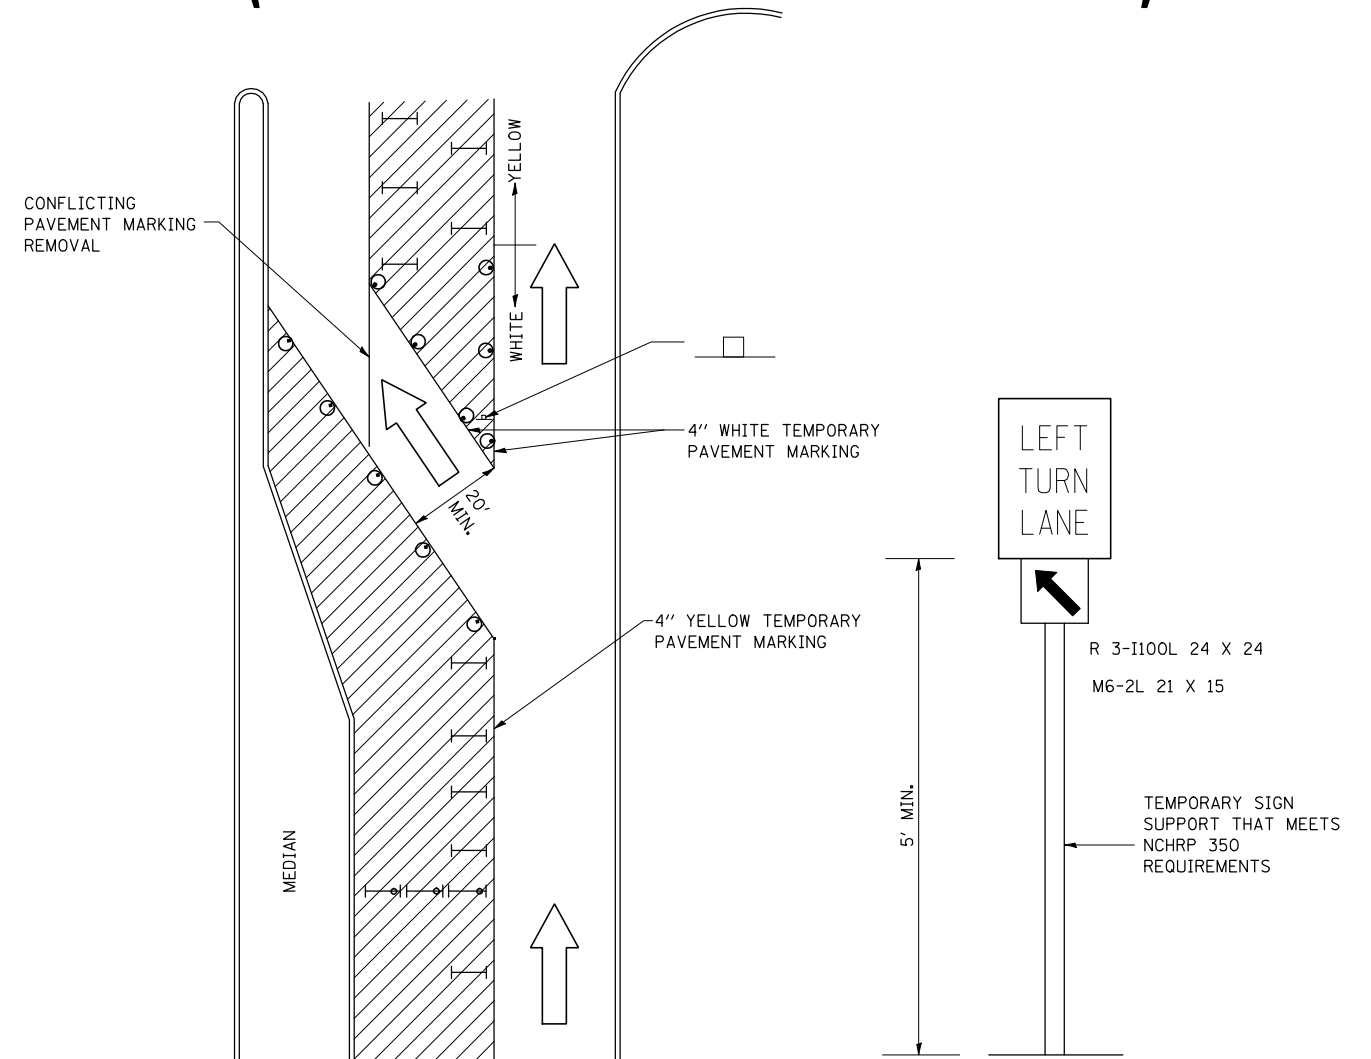 YELLOW
CONFLICTING
PAVEMENT MARKING
REMOVAL
WHITE
4'' WHITE TEMPORARY
PAVEMENT MARKING
20'
MIN.
4'' YELLOW TEMPORARY
PAVEMENT MARKING
MEDIAN
LEFT
TURN
LANE
R 3-I100L 24 X 24
M6-2L 21 X 15
5' MIN.
TEMPORARY SIGN
SUPPORT THAT MEETS
NCHRP 350
REQUIREMENTS